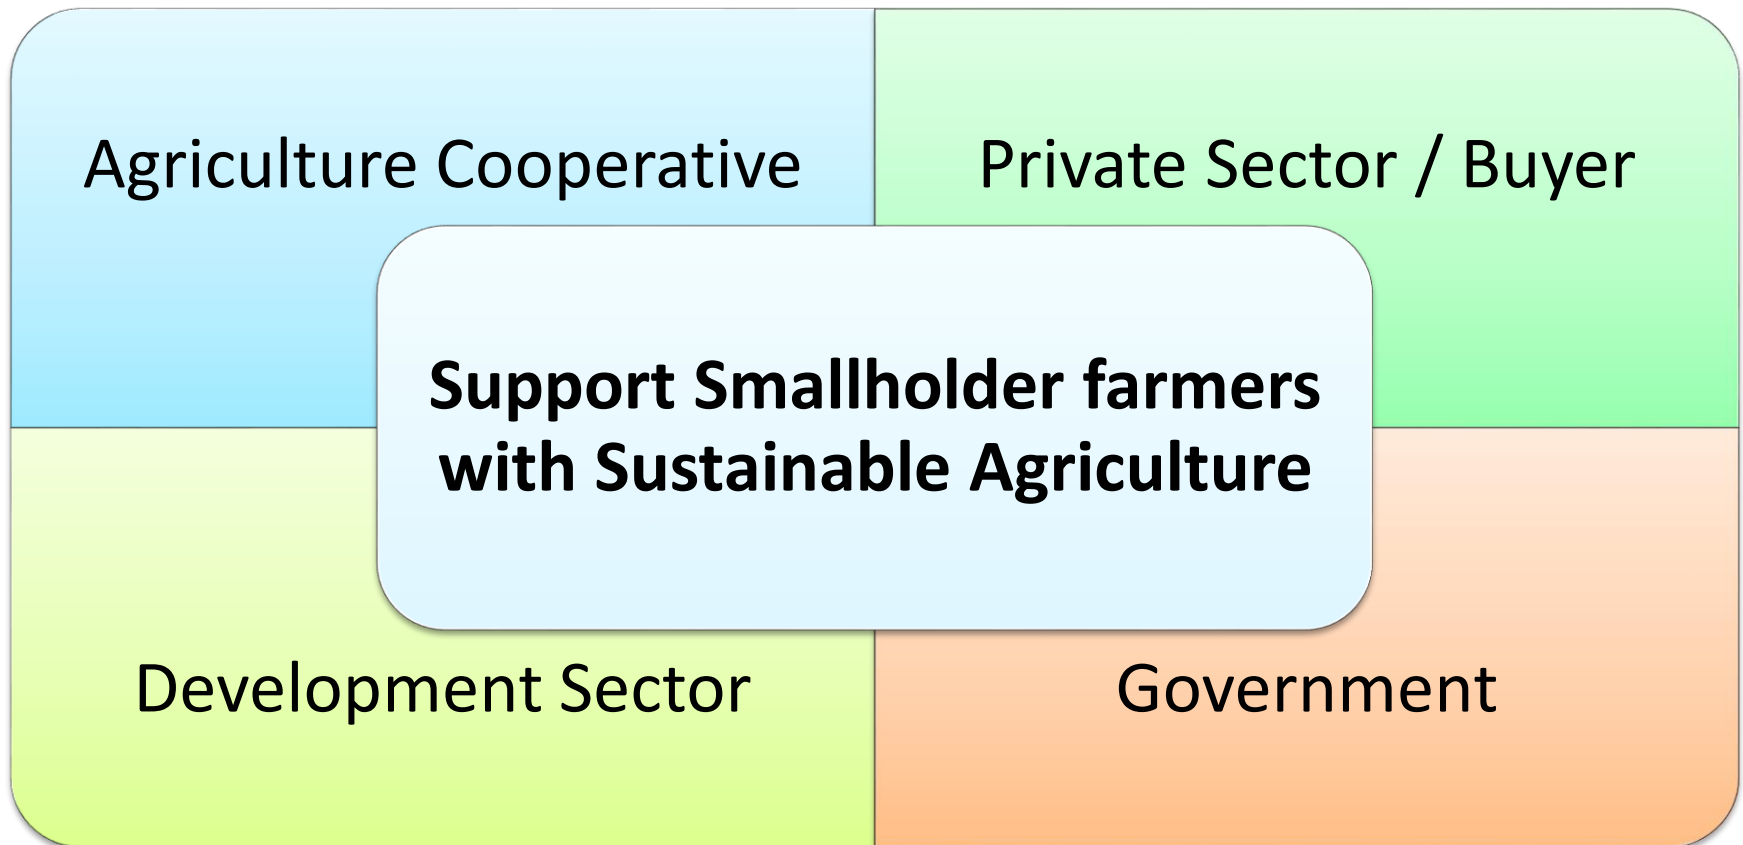 Agriculture Cooperative
Private Sector / Buyer
Support Smallholder farmers
with Sustainable Agriculture
Development Sector
Government